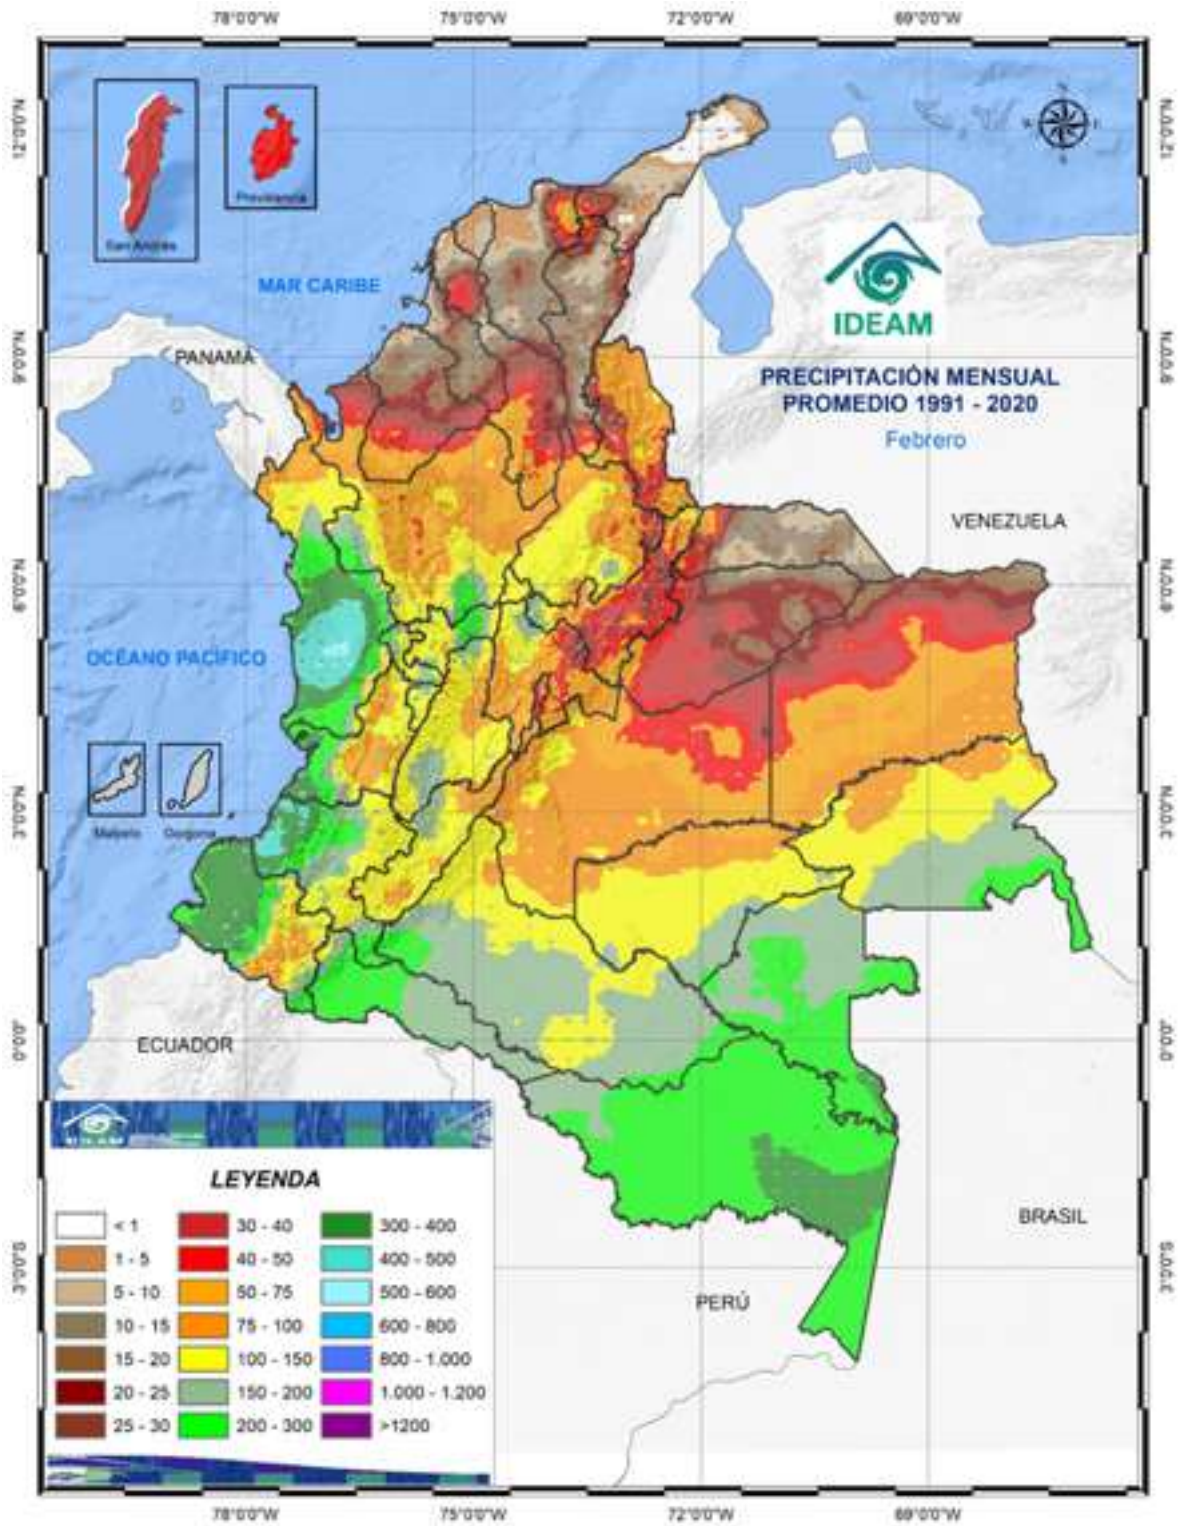 78°0'0"W 75°0'0"W 72°0'0"W 69°0'0"W
12°0'0"N
12°0'0"N
San Andrés
Providencia
MAR CARIBE
IDEAM
PRECIPITACIÓN MENSUAL
PROMEDIO 1991 - 2020
Febrero
9°0'0"N
9°0'0"N
PANAMÁ
VENEZUELA
6°0'0"N
6°0'0"N
OCÉANO PACÍFICO
Malpelo
Gorgona
3°0'0"N
3°0'0"N
ECUADOR
0°0'0"
0°0'0"
IDEAM
LEYENDA
< 1
1 - 5
5 - 10
10 - 15
15 - 20
20 - 25
25 - 30
30 - 40
40 - 50
50 - 75
75 - 100
100 - 150
150 - 200
200 - 300
300 - 400
400 - 500
500 - 600
600 - 800
800 - 1.000
1.000 - 1.200
>1200
BRASIL
PERÚ
3°0'0"S
3°0'0"S
78°0'0"W 75°0'0"W 72°0'0"W 69°0'0"W